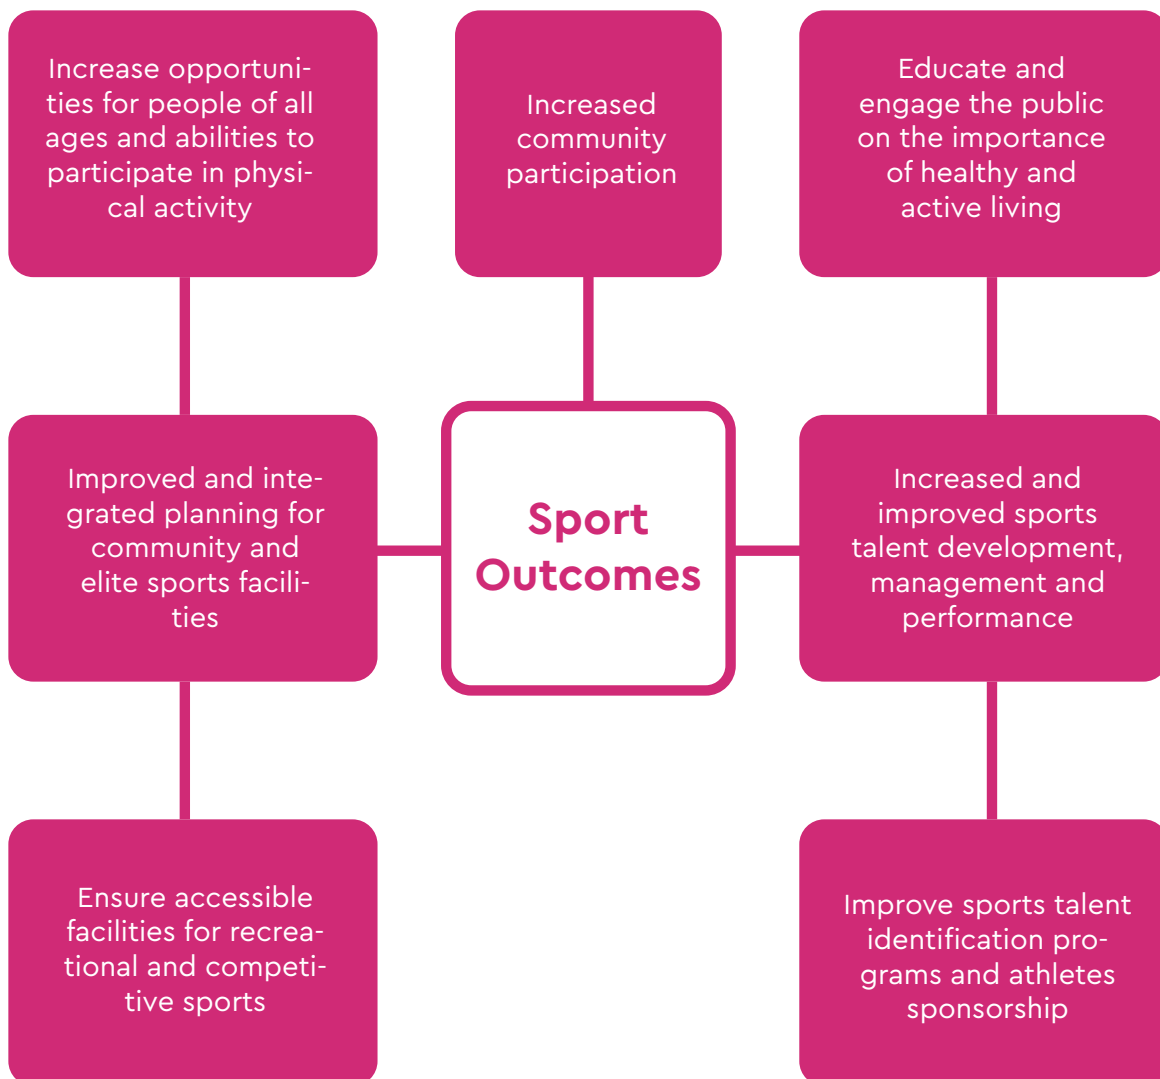 Increase opportuni-
ties for people of all
ages and abilities to
participate in physi-
cal activity
Increased
community
participation
Educate and
engage the public
on the importance
of healthy and
active living
Improved and inte-
grated planning for
community and
elite sports facili-
ties
Sport
Outcomes
Increased and
improved sports
talent development,
management and
performance
Ensure accessible
facilities for recrea-
tional and competi-
tive sports
Improve sports talent
identification pro-
grams and athletes
sponsorship